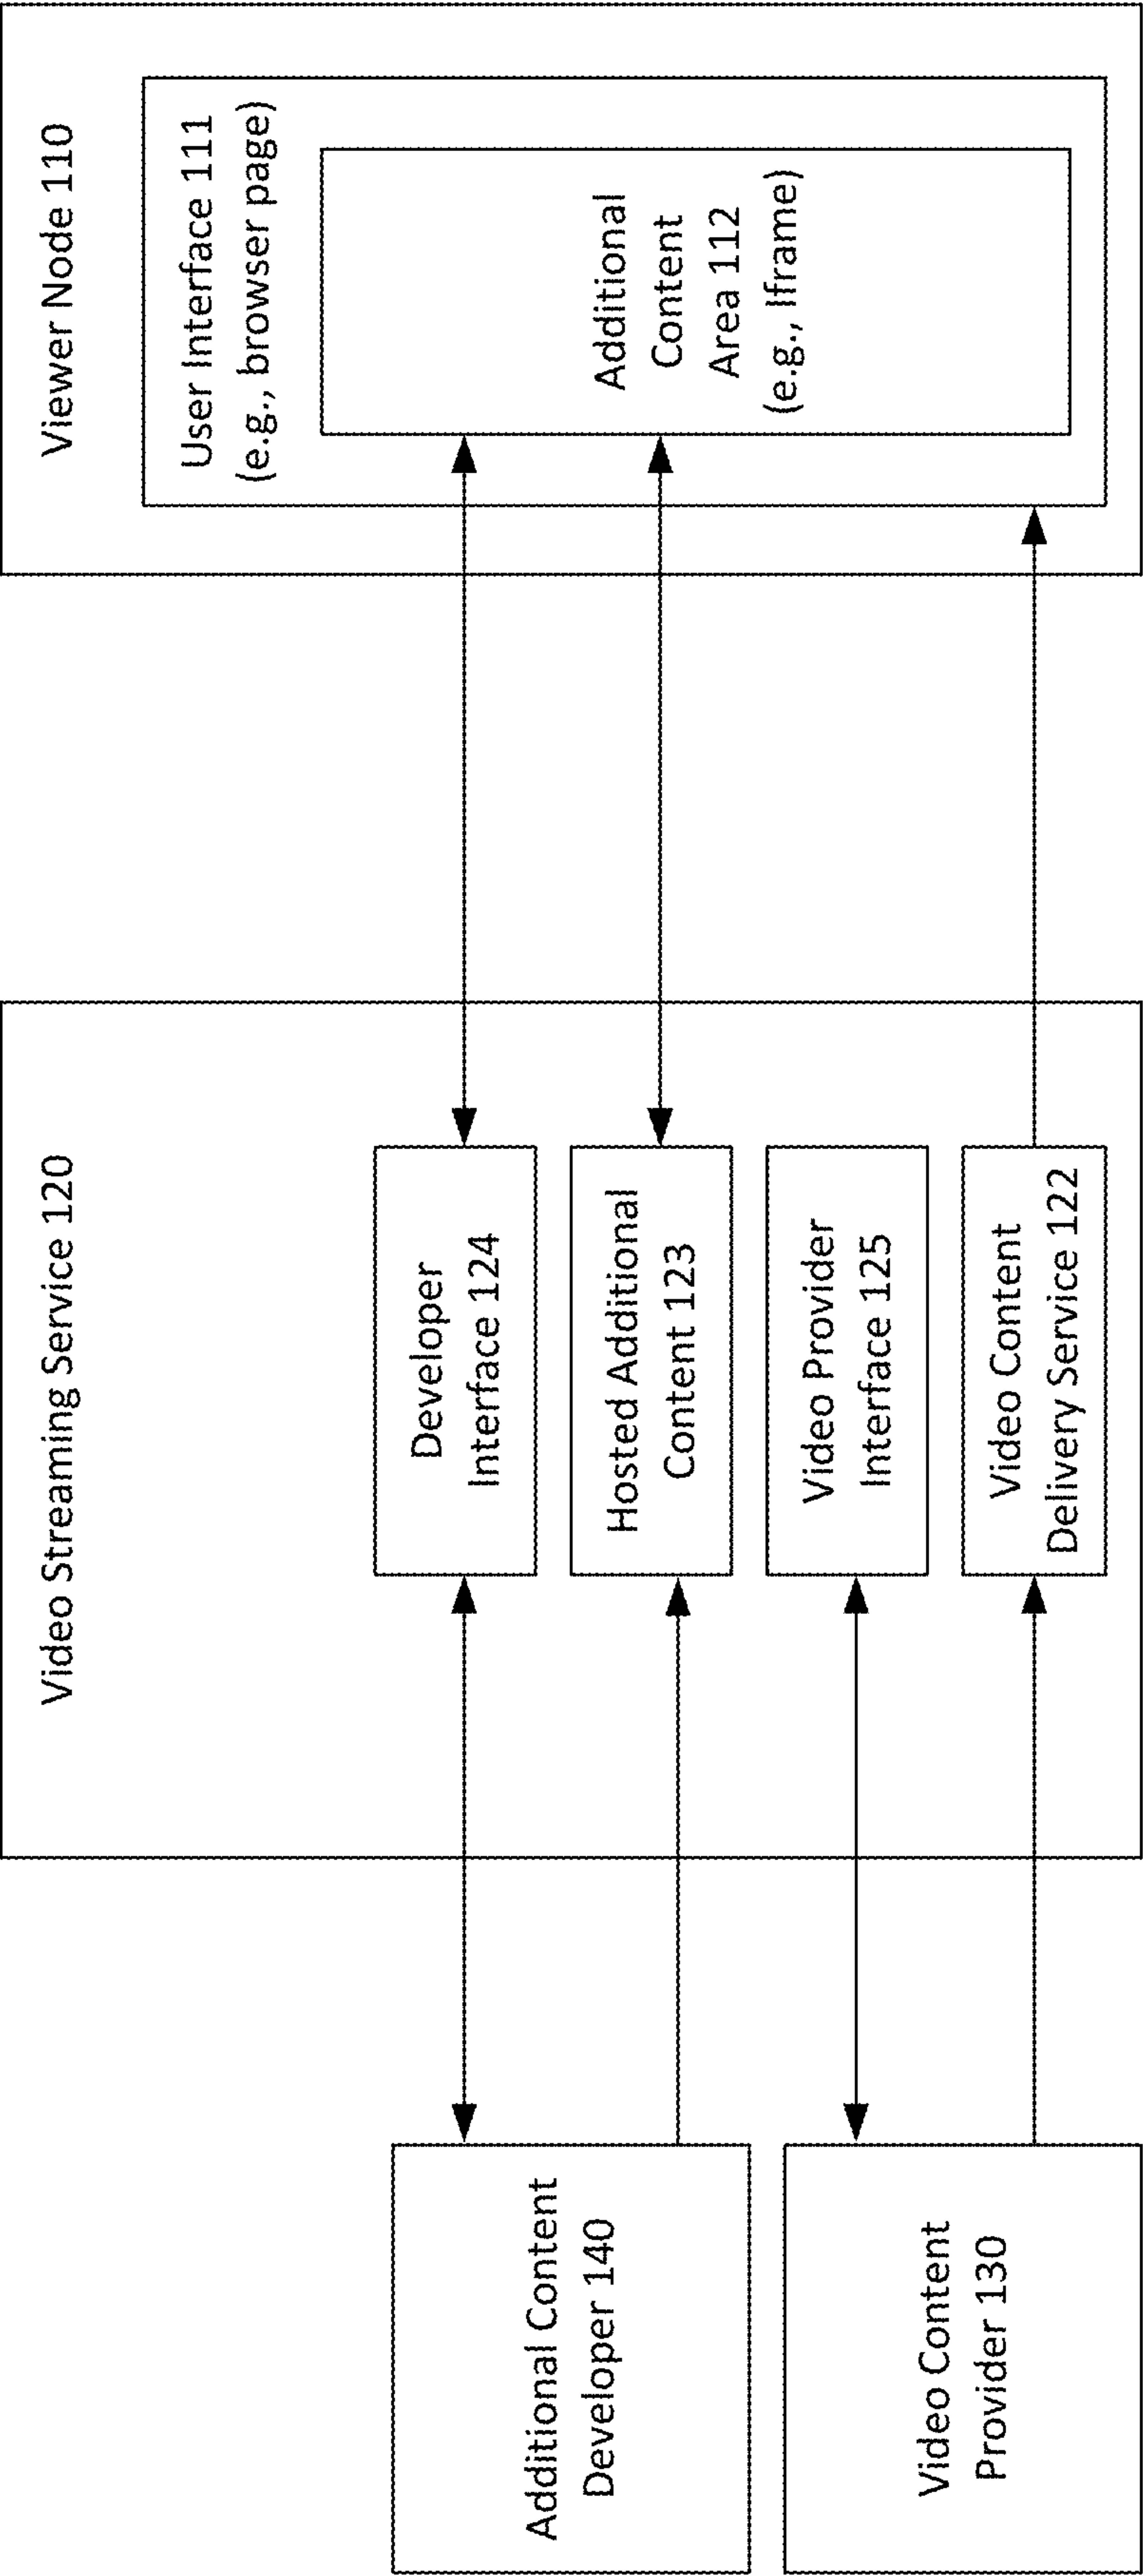 Additional Content
Developer 140
Video Content
Provider 130
Video Streaming Service 120
Developer
Interface 124
Hosted Additional
Content 123
Video Provider
Interface 125
Video Content
Delivery Service 122
Viewer Node 110
User Interface 111
(e.g., browser page)
Additional
Content
Area 112
(e.g., Iframe)